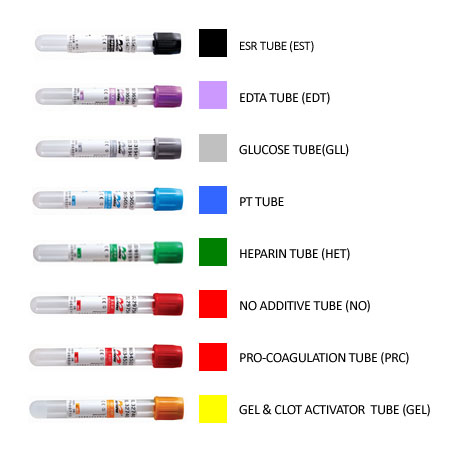 ESR TUBE (EST)
EDTA TUBE (EDT)
GLUCOSE TUBE(GLL)
PT TUBE
HEPARIN TUBE (HET)
NO ADDITIVE TUBE (NO)
PRO-COAGULATION TUBE (PRC)
GEL & CLOT ACTIVATOR  TUBE (GEL)